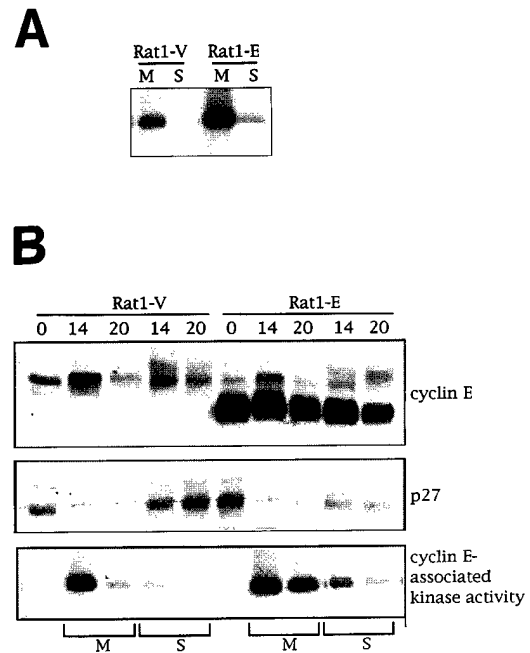 A
Rat1-V Rat1-E
M S M S
B
Rat1-V Rat1-E
0 14 20 14 20 0 14 20 14 20
cyclin E
p27
cyclin E-
associated
kinase activity
M S M S